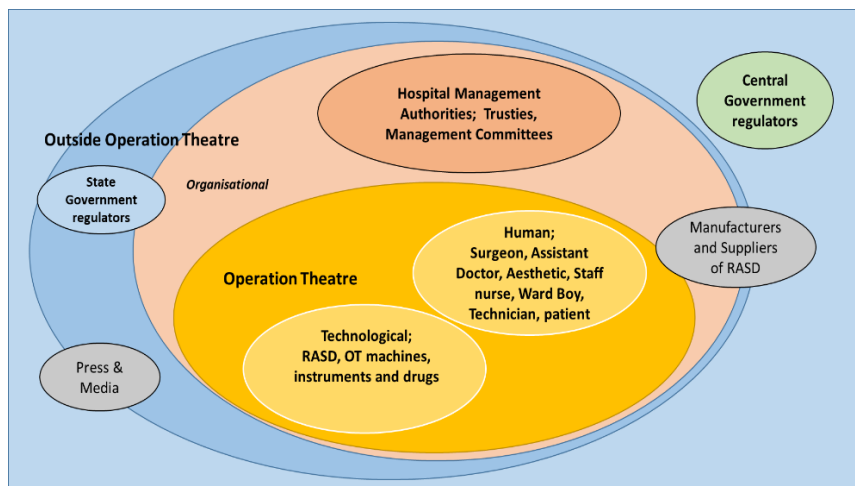 Hospital Management
Authorities; Trusties,
Management Committees
Central
Government
regulators
Outside Operation Theatre
State
Government
regulators
Organisational
Manufacturers
and Suppliers
of RASD
Human;
Surgeon, Assistant
Doctor, Aesthetic, Staff
nurse, Ward Boy,
Technician, patient
Operation Theatre
Technological;
RASD, OT machines,
instruments and drugs
Press &
Media